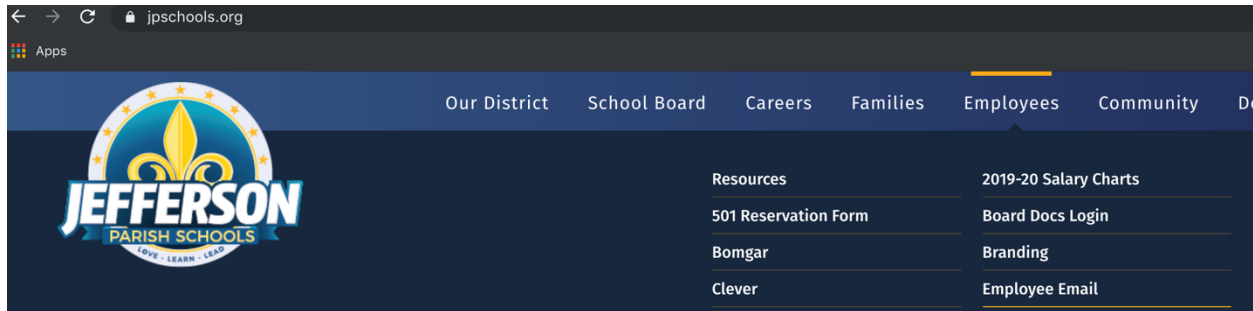 jpschools.org
Apps
Our District School Board Careers Families Employees Community
JEFFERSON
PARISH SCHOOLS
LOVE - LEARN - LEAD
Resources 2019-20 Salary Charts
501 Reservation Form Board Docs Login
Bomgar Branding
Clever Employee Email